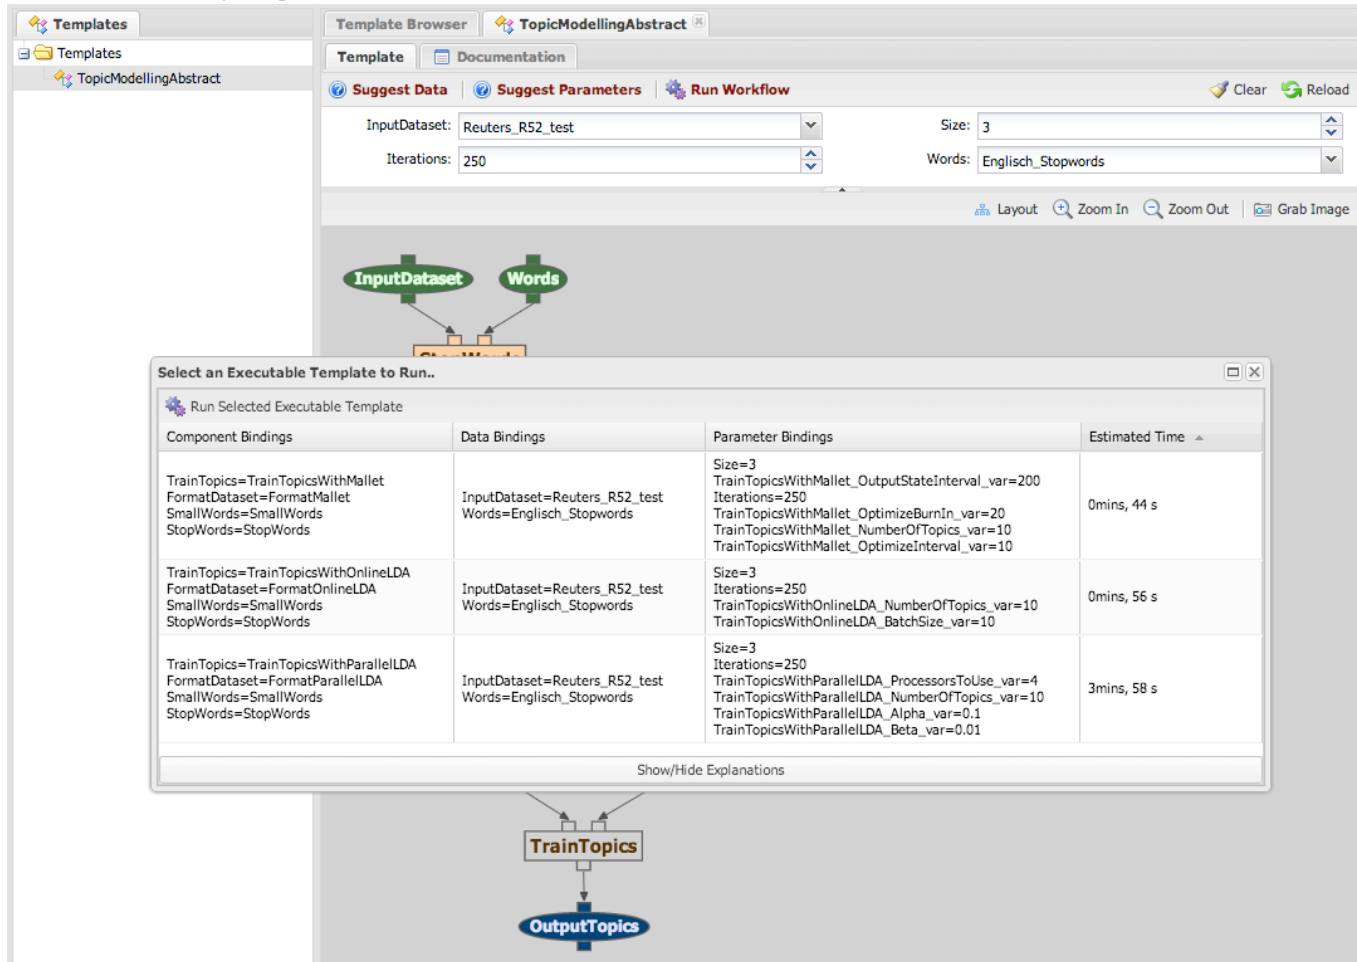 Templates
Templates
TopicModellingAbstract
Template Browser
TopicModellingAbstract
Template
Documentation
Suggest Data
Suggest Parameters
Run Workflow
Clear
Reload
InputDataset: Reuters_R52_test
Size: 3
Iterations: 250
Words: Englisch_Stopwords
Layout
Zoom In
Zoom Out
Grab Image
InputDataset
Words
StopWords
Select an Executable Template to Run..
Run Selected Executable Template
Component Bindings
Data Bindings
Parameter Bindings
Estimated Time
TrainTopics=TrainTopicsWithMallet
FormatDataset=FormatMallet
SmallWords=SmallWords
StopWords=StopWords
InputDataset=Reuters_R52_test
Words=Englisch_Stopwords
Size=3
TrainTopicsWithMallet_OutputStateInterval_var=200
Iterations=250
TrainTopicsWithMallet_OptimizeBurnIn_var=20
TrainTopicsWithMallet_NumberOfTopics_var=10
TrainTopicsWithMallet_OptimizeInterval_var=10
0mins, 44 s
TrainTopics=TrainTopicsWithOnlineLDA
FormatDataset=FormatOnlineLDA
SmallWords=SmallWords
StopWords=StopWords
InputDataset=Reuters_R52_test
Words=Englisch_Stopwords
Size=3
Iterations=250
TrainTopicsWithOnlineLDA_NumberOfTopics_var=10
TrainTopicsWithOnlineLDA_BatchSize_var=10
0mins, 56 s
TrainTopics=TrainTopicsWithParallelLDA
FormatDataset=FormatParallelLDA
SmallWords=SmallWords
StopWords=StopWords
InputDataset=Reuters_R52_test
Words=Englisch_Stopwords
Size=3
Iterations=250
TrainTopicsWithParallelLDA_ProcessorsToUse_var=4
TrainTopicsWithParallelLDA_NumberOfTopics_var=10
TrainTopicsWithParallelLDA_Alpha_var=0.1
TrainTopicsWithParallelLDA_Beta_var=0.01
3mins, 58 s
Show/Hide Explanations
TrainTopics
OutputTopics